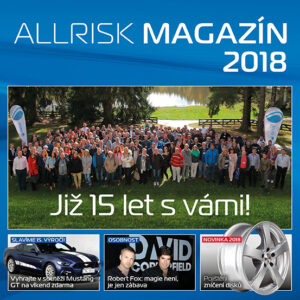 ALLRISK MAGAZÍN
2018
Již 15 let s vámi!
SLAVÍME 15. VÝROČÍ
Vyhrajte v soutěži Mustang
GT na víkend zdarma
OSOBNOST
DAVID
COPPERFIELD
Robert Fox: magie není,
je jen zábava
NOVINKA 2018
Pojištění
zničení disků